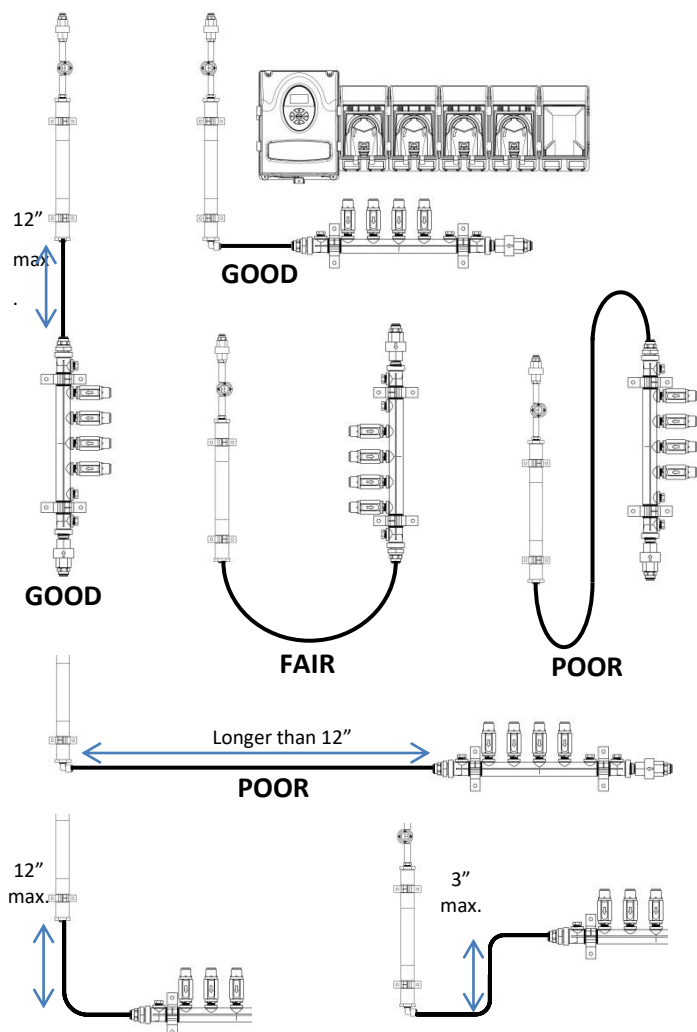 12”
max
.
GOOD
GOOD
FAIR
POOR
Longer than 12”
POOR
12”
max.
3”
max.